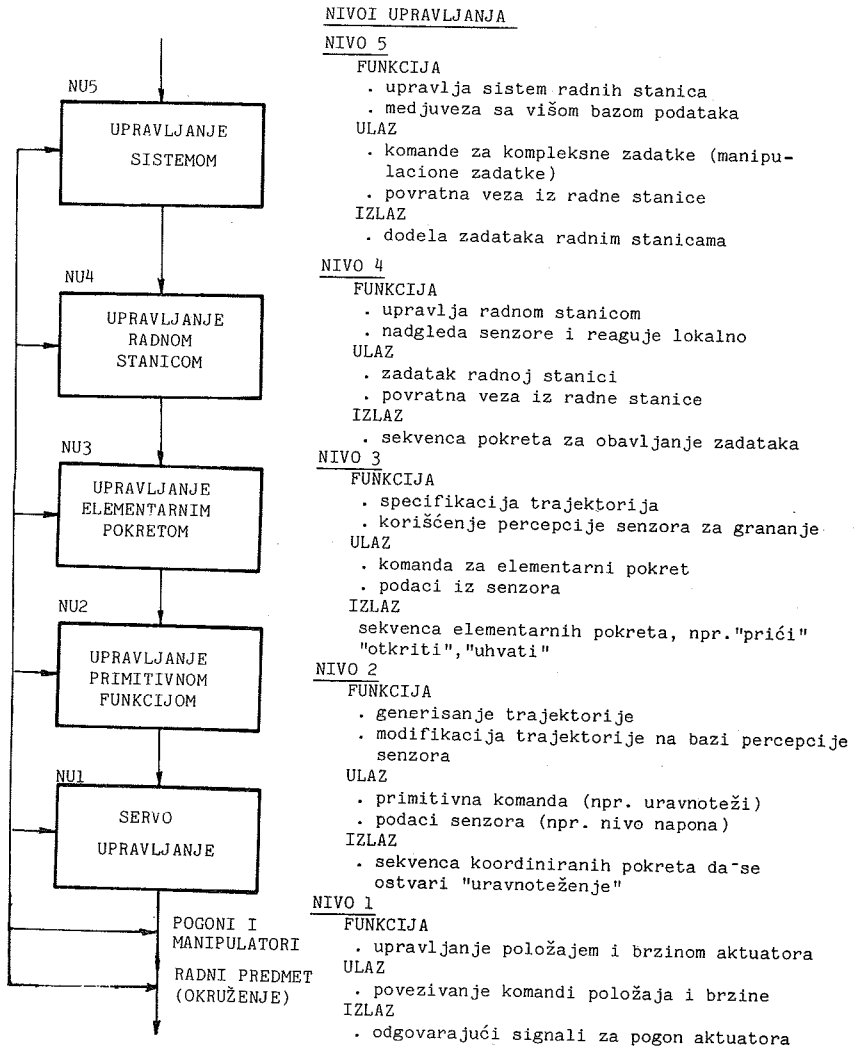 NU5
UPRAVLJANJE
SISTEMOM
NU4
UPRAVLJANJE
RADNOM
STANICOM
NU3
UPRAVLJANJE
ELEMENTARNIM
POKRETOM
NU2
UPRAVLJANJE
PRIMITIVNOM
FUNKCIJOM
NU1
SERVO
UPRAVLJANJE
POGONI I
MANIPULATORI
RADNI PREDMET
(OKRUŽENJE)
NIVOI UPRAVLJANJA
NIVO 5
FUNKCIJA
. upravlja sistem radnih stanica
. medjuveza sa višom bazom podataka
ULAZ
. komande za kompleksne zadatke (manipu-
lacione zadatke)
. povratna veza iz radne stanice
IZLAZ
. dodela zadataka radnim stanicama
NIVO 4
FUNKCIJA
. upravlja radnom stanicom
. nadgleda senzore i reaguje lokalno
ULAZ
. zadatak radnoj stanici
. povratna veza iz radne stanice
IZLAZ
. sekvenca pokreta za obavljanje zadataka
NIVO 3
FUNKCIJA
. specifikacija trajektorija
. korišćenje percepcije senzora za grananje
ULAZ
. komanda za elementarni pokret
. podaci iz senzora
IZLAZ
sekvenca elementarnih pokreta, npr."prići"
"otkriti","uhvati"
NIVO 2
FUNKCIJA
. generisanje trajektorije
. modifikacija trajektorije na bazi percepcije
senzora
ULAZ
. primitivna komanda (npr. uravnoteži)
. podaci senzora (npr. nivo napona)
IZLAZ
. sekvenca koordiniranih pokreta da-se
ostvari "uravnoteženje"
NIVO 1
FUNKCIJA
. upravljanje položajem i brzinom aktuatora
ULAZ
. povezivanje komandi položaja i brzine
IZLAZ
. odgovarajući signali za pogon aktuatora